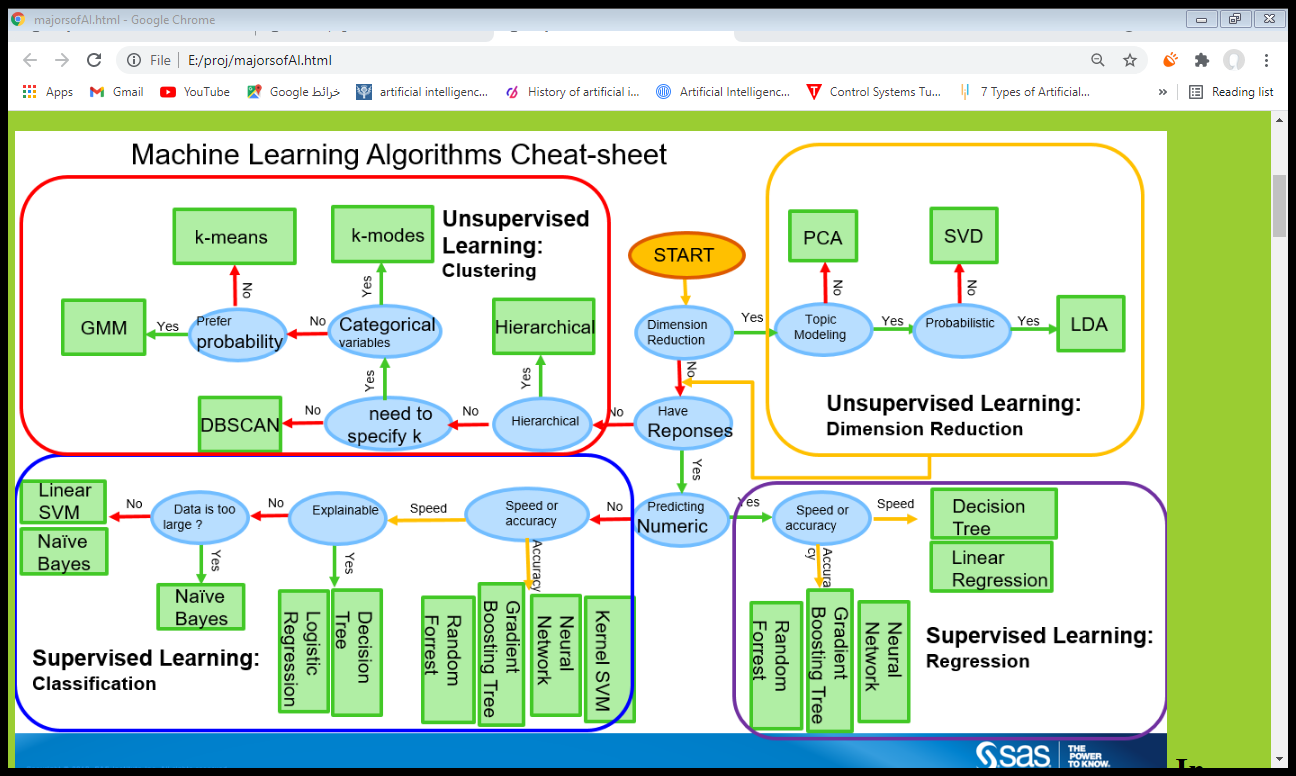 majorsofAI.html - Google Chrome
File
E:/proj/majorsofAI.html
Apps
Gmail
YouTube
خرائط Google
artificial intelligenc...
History of artificial i...
Artificial Intelligenc...
Control Systems Tu...
7 Types of Artificial...
»
Reading list
Machine Learning Algorithms Cheat-sheet
Unsupervised
Learning:
Clustering
k-means
k-modes
No
Yes
GMM
Yes
Prefer
probability
No
Categorical
variables
Hierarchical
Yes
Yes
DBSCAN
No
need to
specify k
No
Hierarchical
No
START
Dimension
Reduction
Yes
No
Have
Reponses
Yes
PCA
SVD
No
No
Topic
Modeling
Yes
Probabilistic
Yes
LDA
Unsupervised Learning:
Dimension Reduction
Linear
SVM
Naïve
Bayes
No
Data is too
large ?
No
Explainable
Speed
Speed or
accuracy
No
Predicting
Numeric
Yes
Yes
Naïve
Bayes
Yes
Logistic
Regression
Decision
Tree
Accuracy
Random
Forrest
Gradient
Boosting Tree
Neural
Network
Kernel SVM
Supervised Learning:
Classification
Speed or
accuracy
Speed
Decision
Tree
Linear
Regression
Accura
cy
Random
Forrest
Gradient
Boosting Tree
Neural
Network
Supervised Learning:
Regression
sas
THE
POWER
TO KNOW.
In